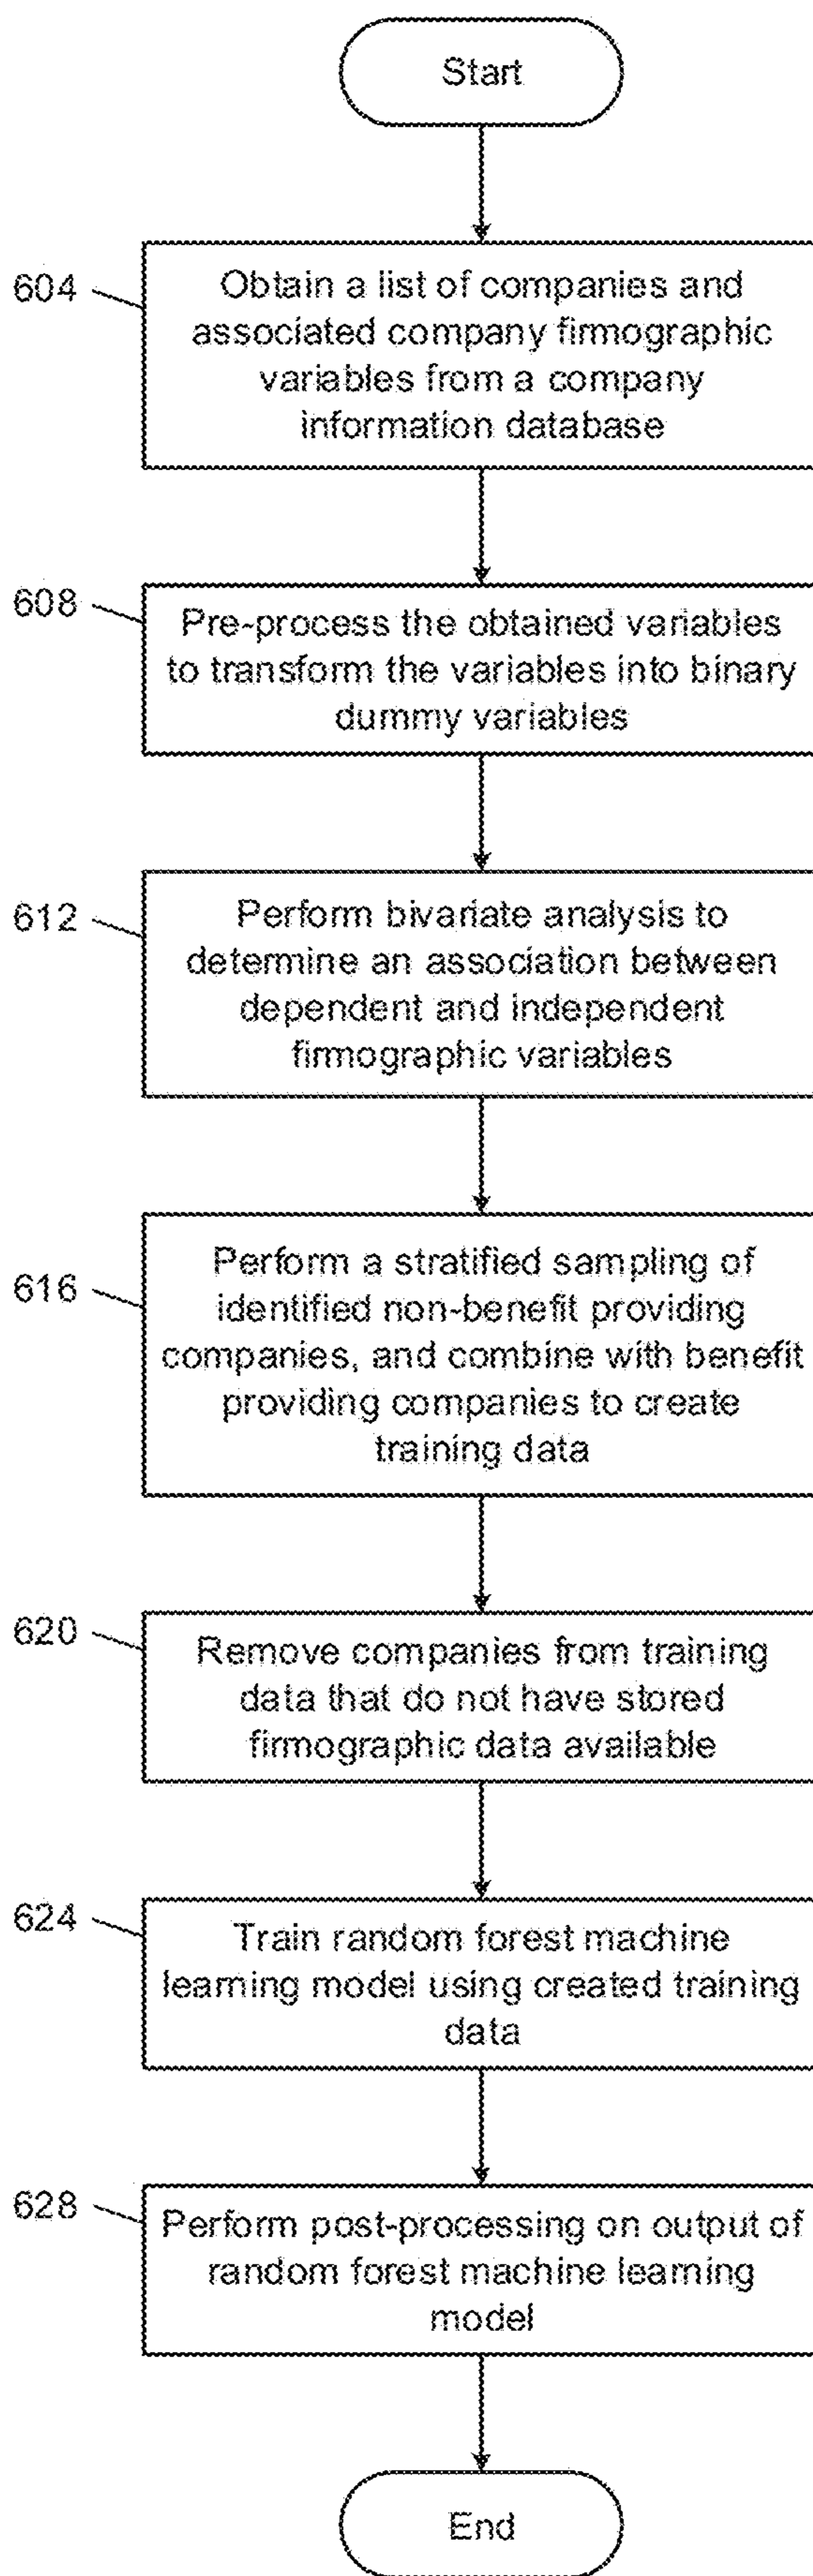 Start
604
Obtain a list of companies and
associated company firmographic
variables from a company
information database
608
Pre-process the obtained variables
to transform the variables into binary
dummy variables
612
Perform bivariate analysis to
determine an association between
dependent and independent
firmographic variables
616
Perform a stratified sampling of
identified non-benefit providing
companies, and combine with benefit
providing companies to create
training data
620
Remove companies from training
data that do not have stored
firmographic data available
624
Train random forest machine
learning model using created training
data
628
Perform post-processing on output of
random forest machine learning
model
End